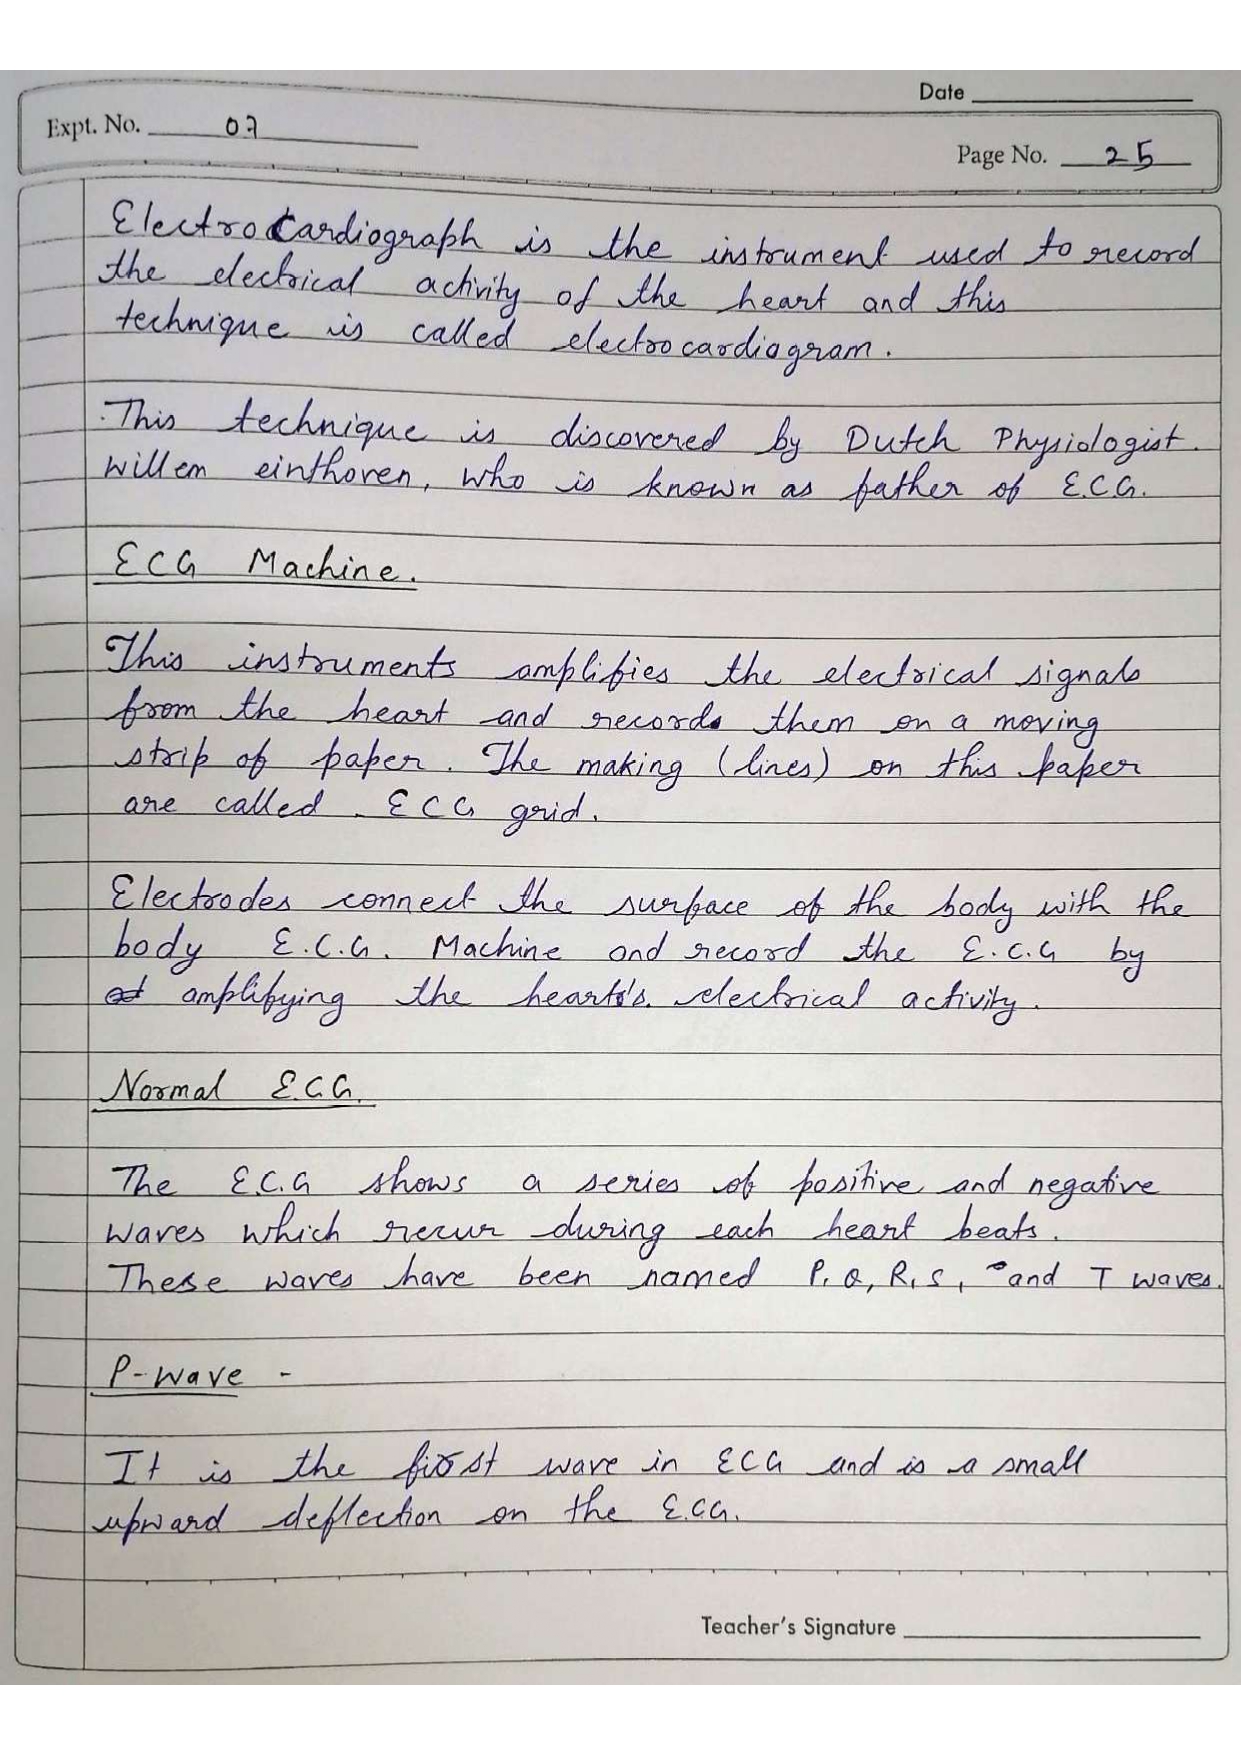 Date
Expt. No. 07
Page No. 25
Electrocardiograph is the instrument used to record
the electrical activity of the heart and this
technique is called electrocardiogram.
This technique is discovered by Dutch Physiologist.
Willem einthoven, who is known as father of E.C.G.
ECG Machine.
This instruments amplifies the electrical signals
from the heart and records them on a moving
strip of paper. The making (lines) on this paper
are called ECG grid.
Electrodes connect the surface of the body with the
body E.C.G. Machine and record the E.C.G by
amplifying the heart's electrical activity.
Normal E.C.G.
The E.C.G shows a series of positive and negative
waves which recur during each heart beats.
These waves have been named P, Q, R, S, and T waves.
P-wave -
It is the first wave in ECG and is a small
upward deflection on the E.C.G.
Teacher's Signature